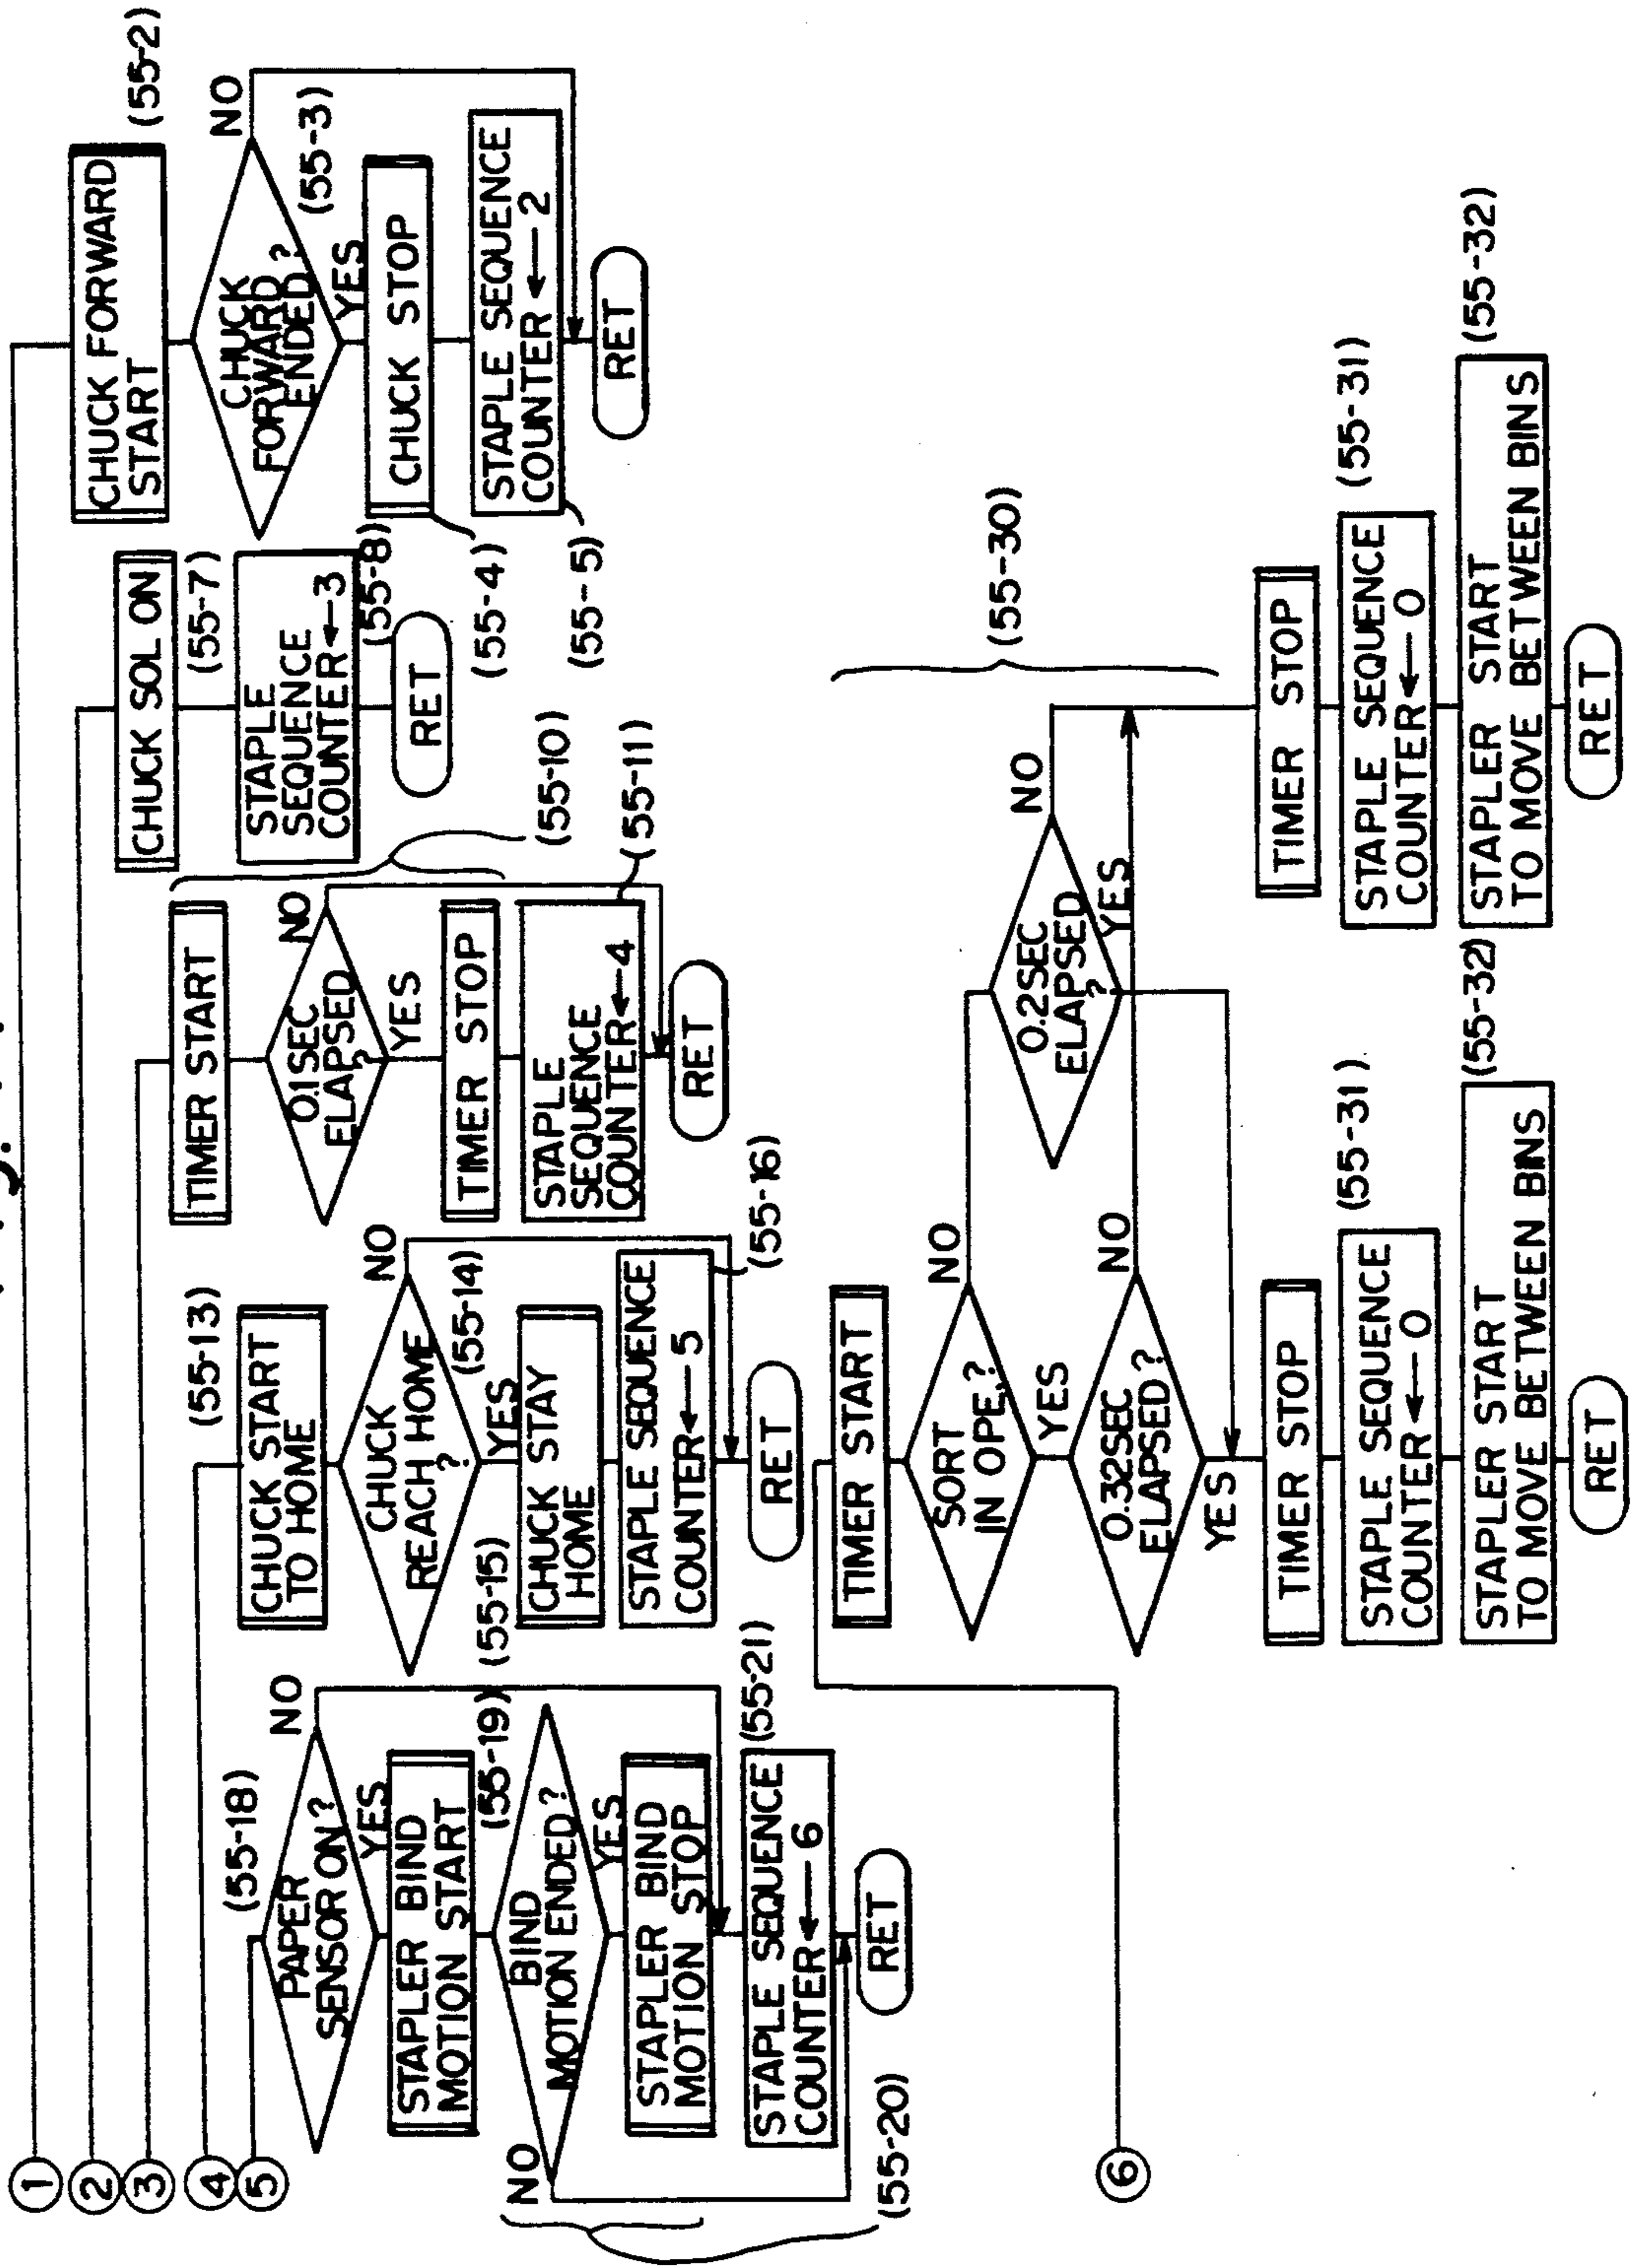 ①
CHUCK FORWARD
START
(55-2)
CHUCK
FORWARD
ENDED?
NO
(55-3)
YES
CHUCK STOP
(55-4)
STAPLE SEQUENCE
COUNTER ← 2
(55-5)
RET
②
CHUCK SOL ON
(55-7)
STAPLE
SEQUENCE
COUNTER ← 3
(55-8)
RET
③
TIMER START
0.1SEC
ELAPSED
?
NO
YES
TIMER STOP
(55-10)
STAPLE
SEQUENCE
COUNTER ← 4
(55-11)
RET
④
CHUCK START
TO HOME
(55-13)
CHUCK
REACH HOME
?
NO
(55-14)
YES
CHUCK STAY
HOME
(55-15)
STAPLE SEQUENCE
COUNTER ← 5
(55-16)
RET
⑤
PAPER
SENSOR ON?
(55-18)
NO
YES
STAPLER BIND
MOTION START
(55-19)
BIND
MOTION ENDED?
NO
YES
STAPLER BIND
MOTION STOP
(55-20)
STAPLE SEQUENCE
COUNTER ← 6
(55-21)
RET
⑥
TIMER START
SORT
IN OPE,?
NO
YES
0.2SEC
ELAPSED
?
NO
YES
0.32SEC
ELAPSED?
NO
YES
(55-30)
TIMER STOP
STAPLE SEQUENCE
COUNTER ← 0
(55-31)
STAPLER START
TO MOVE BETWEEN BINS
(55-32)
RET
TIMER STOP
STAPLE SEQUENCE
COUNTER ← 0
(55-31)
STAPLER START
TO MOVE BETWEEN BINS
(55-32)
RET